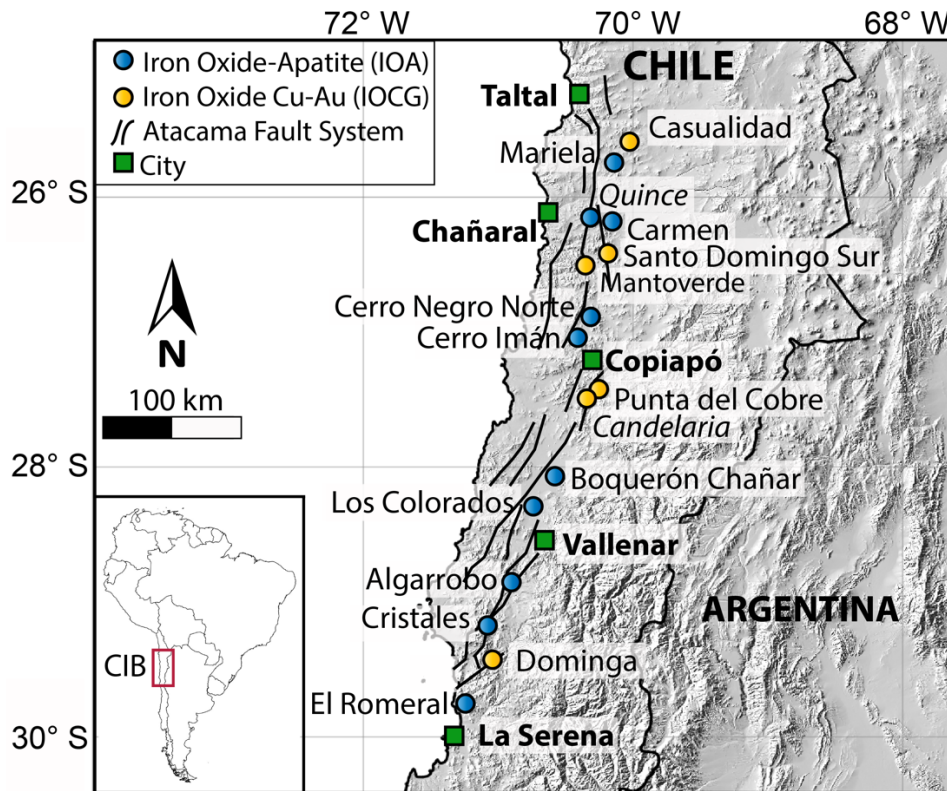 72° W
70° W
68° W
Iron Oxide-Apatite (IOA)
Iron Oxide Cu-Au (IOCG)
Atacama Fault System
City
CHILE
Taltal
Casualidad
Mariela
26° S
Quince
Chañaral
Carmen
Santo Domingo Sur
Mantoverde
Cerro Negro Norte
Cerro Imán
N
Copiapó
100 km
Punta del Cobre
Candelaria
28° S
Boquerón Chañar
Los Colorados
Vallenar
Algarrobo
ARGENTINA
Cristales
CIB
Dominga
El Romeral
30° S
La Serena